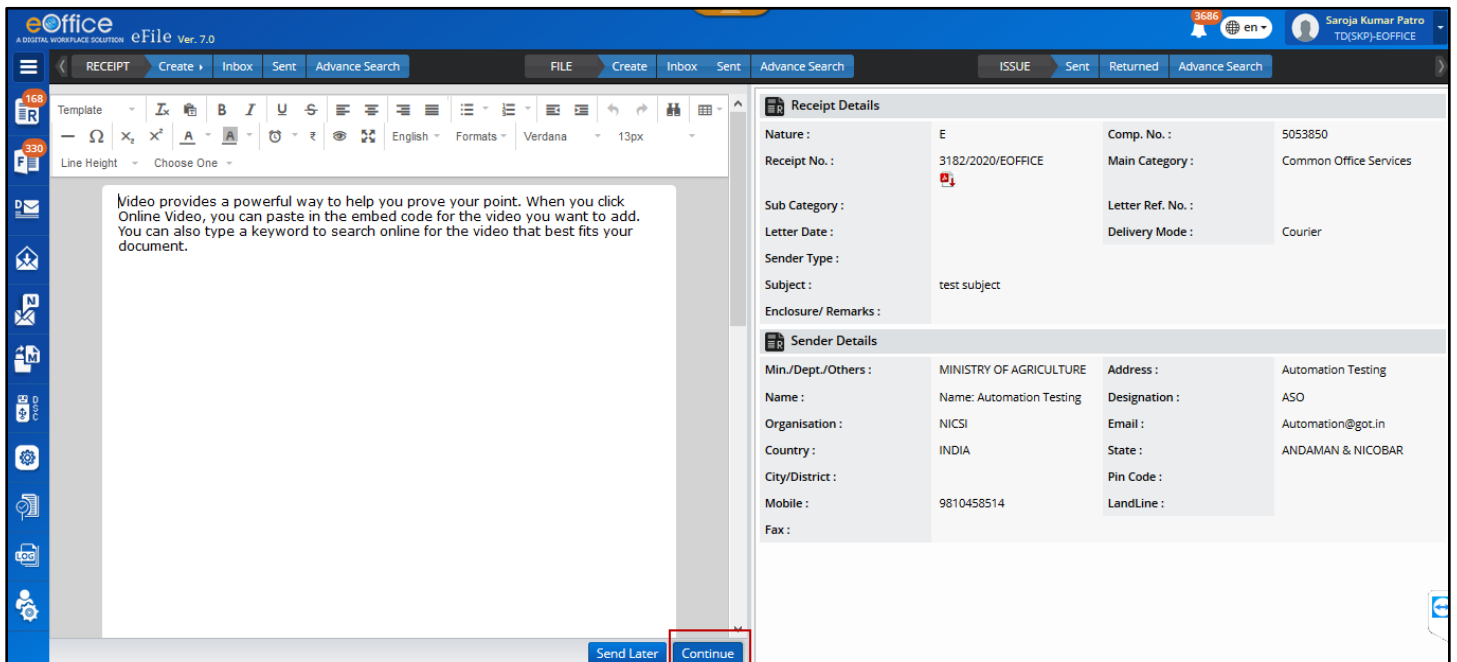 eOffice
A DIGITAL WORKPLACE SOLUTION eFile Ver. 7.0
3686 en
Saroja Kumar Patro
TD(SKP)-EOFFICE
RECEIPT Create Inbox Sent Advance Search FILE Create Inbox Sent Advance Search ISSUE Sent Returned Advance Search
168
R
330
F
D
N
M
DSC
LOG
Template B I U S
Ω X₂ X² A A ₹ English Formats Verdana 13px
Line Height Choose One
Video provides a powerful way to help you prove your point. When you click
Online Video, you can paste in the embed code for the video you want to add.
You can also type a keyword to search online for the video that best fits your
document.
Send Later Continue
R Receipt Details
Nature : E Comp. No. : 5053850
Receipt No. : 3182/2020/EOFFICE Main Category : Common Office Services
Sub Category : Letter Ref. No. :
Letter Date : Delivery Mode : Courier
Sender Type :
Subject : test subject
Enclosure/ Remarks :
R Sender Details
Min./Dept./Others : MINISTRY OF AGRICULTURE Address : Automation Testing
Name : Name: Automation Testing Designation : ASO
Organisation : NICSI Email : Automation@got.in
Country : INDIA State : ANDAMAN & NICOBAR
City/District : Pin Code :
Mobile : 9810458514 LandLine :
Fax :